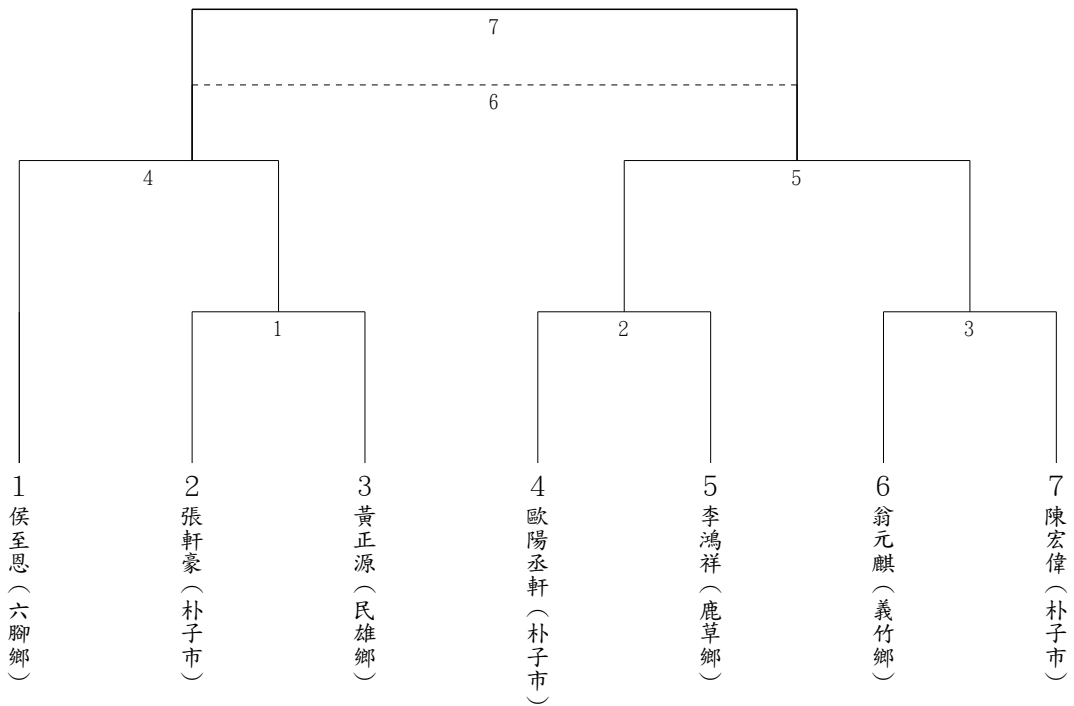 7
6
4
5
1
2
3
1
侯至恩（六腳鄉）
2
張軒豪（朴子市）
3
黃正源（民雄鄉）
4
歐陽丞軒（朴子市）
5
李鴻祥（鹿草鄉）
6
翁元麒（義竹鄉）
7
陳宏偉（朴子市）